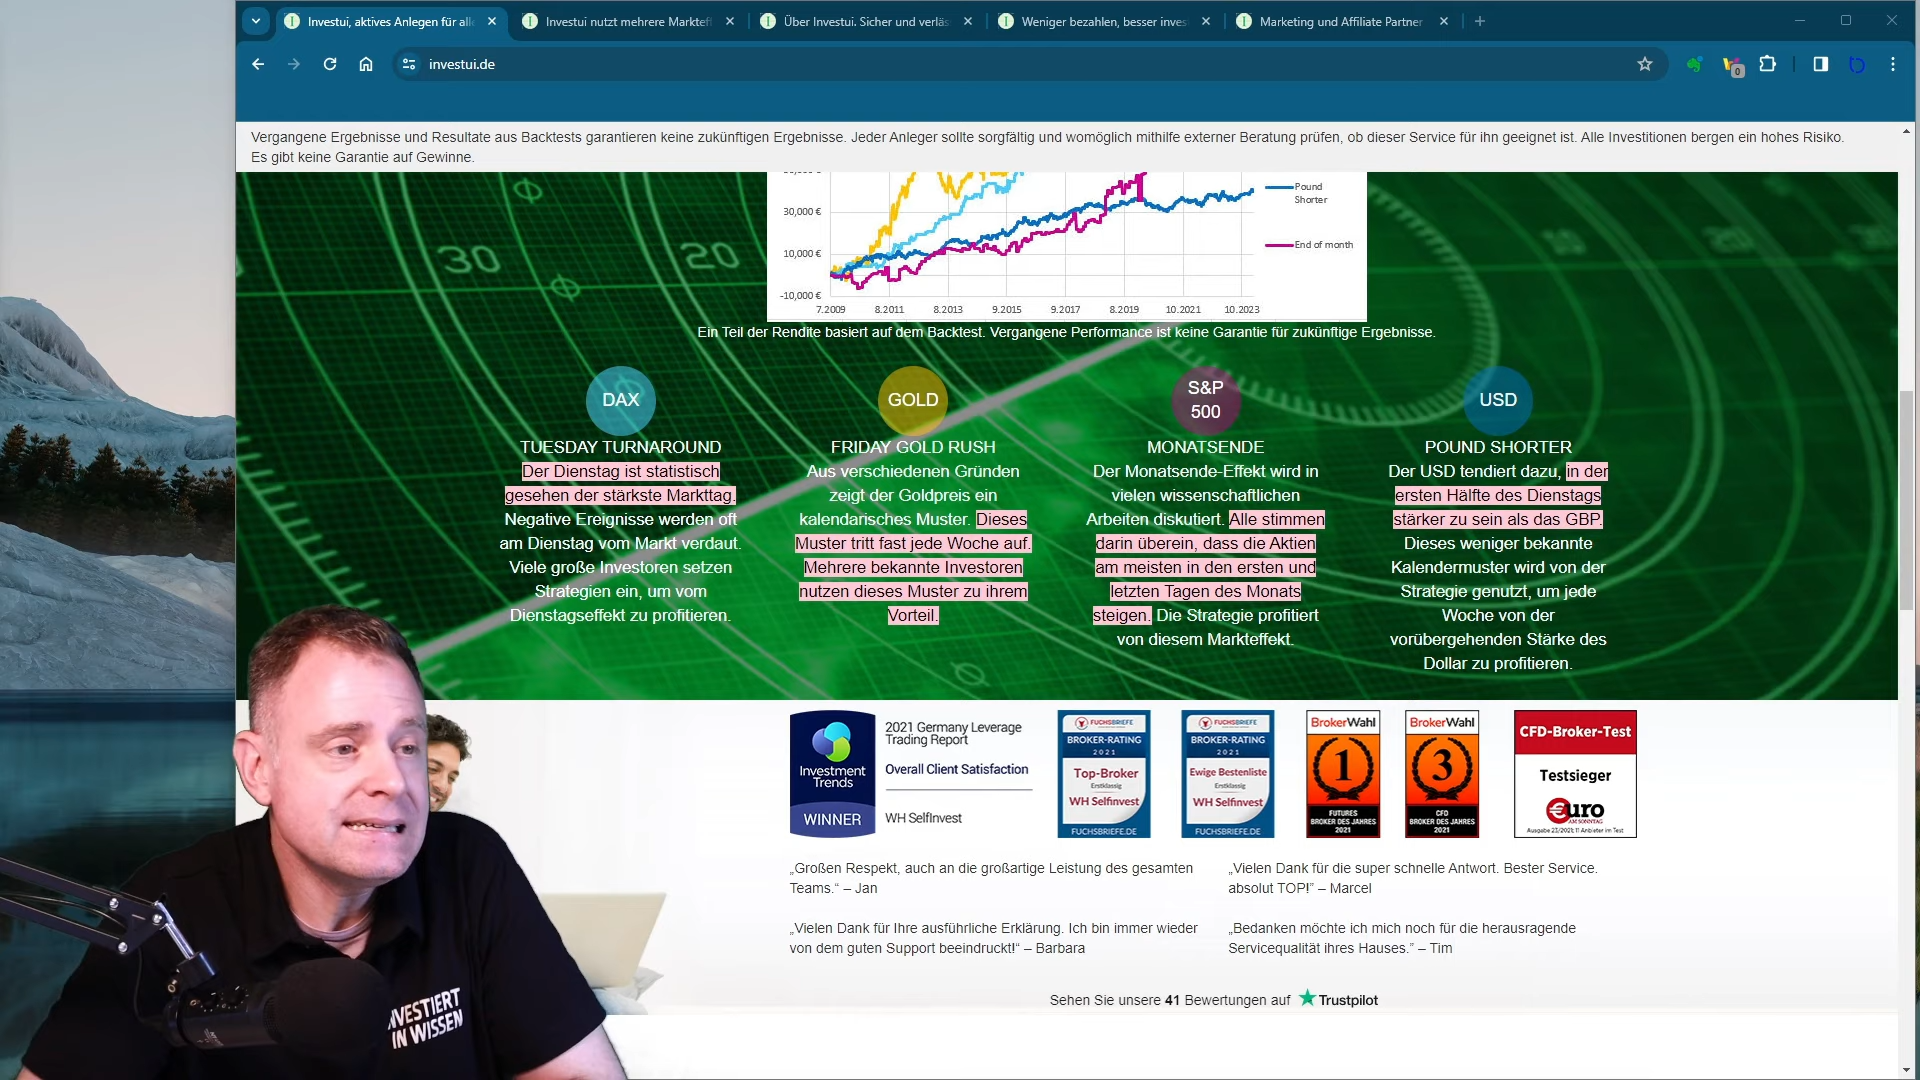 Investui, aktives Anlegen für all
Investui nutzt mehrere Markteff
Über Investui. Sicher und verläs
Weniger bezahlen, besser inves
Marketing und Affiliate Partner
investui.de
0
Vergangene Ergebnisse und Resultate aus Backtests garantieren keine zukünftigen Ergebnisse. Jeder Anleger sollte sorgfältig und womöglich mithilfe externer Beratung prüfen, ob dieser Service für ihn geeignet ist. Alle Investitionen bergen ein hohes Risiko.
Es gibt keine Garantie auf Gewinne.
30,000 €
10,000 €
-10,000 €
7.2009 8.2011 8.2013 9.2015 9.2017 8.2019 10.2021 10.2023
Pound
Shorter
End of month
30
20
10
Ein Teil der Rendite basiert auf dem Backtest. Vergangene Performance ist keine Garantie für zukünftige Ergebnisse.
DAX
TUESDAY TURNAROUND
Der Dienstag ist statistisch
gesehen der stärkste Markttag.
Negative Ereignisse werden oft
am Dienstag vom Markt verdaut.
Viele große Investoren setzen
Strategien ein, um vom
Dienstagseffekt zu profitieren.
GOLD
FRIDAY GOLD RUSH
Aus verschiedenen Gründen
zeigt der Goldpreis ein
kalendarisches Muster. Dieses
Muster tritt fast jede Woche auf.
Mehrere bekannte Investoren
nutzen dieses Muster zu ihrem
Vorteil.
S&P
500
MONATSENDE
Der Monatsende-Effekt wird in
vielen wissenschaftlichen
Arbeiten diskutiert. Alle stimmen
darin überein, dass die Aktien
am meisten in den ersten und
letzten Tagen des Monats
steigen. Die Strategie profitiert
von diesem Markteffekt.
USD
POUND SHORTER
Der USD tendiert dazu, in der
ersten Hälfte des Dienstags
stärker zu sein als das GBP.
Dieses weniger bekannte
Kalendermuster wird von der
Strategie genutzt, um jede
Woche von der
vorübergehenden Stärke des
Dollar zu profitieren.
Investment
Trends
WINNER
2021 Germany Leverage
Trading Report
Overall Client Satisfaction
WH SelfInvest
FUCHSBRIEFE
BROKER-RATING
2021
Top-Broker
Erstklassig
WH Selfinvest
FUCHSBRIEFE.DE
FUCHSBRIEFE
BROKER-RATING
2021
Ewige Bestenliste
Erstklassig
WH Selfinvest
FUCHSBRIEFE.DE
BrokerWahl
1
FUTURES
BROKER DES JAHRES
2021
BrokerWahl
3
CFD
BROKER DES JAHRES
2021
CFD-Broker-Test
Testsieger
€uro
AM SONNTAG
Ausgabe 23/2021; 11 Anbieter im Test
„Großen Respekt, auch an die großartige Leistung des gesamten
Teams.“ – Jan
„Vielen Dank für die super schnelle Antwort. Bester Service.
absolut TOP!” – Marcel
„Vielen Dank für Ihre ausführliche Erklärung. Ich bin immer wieder
von dem guten Support beeindruckt!“ – Barbara
„Bedanken möchte ich mich noch für die herausragende
Servicequalität ihres Hauses.” – Tim
Sehen Sie unsere 41 Bewertungen auf Trustpilot
NVESTIERT
IN WISSEN